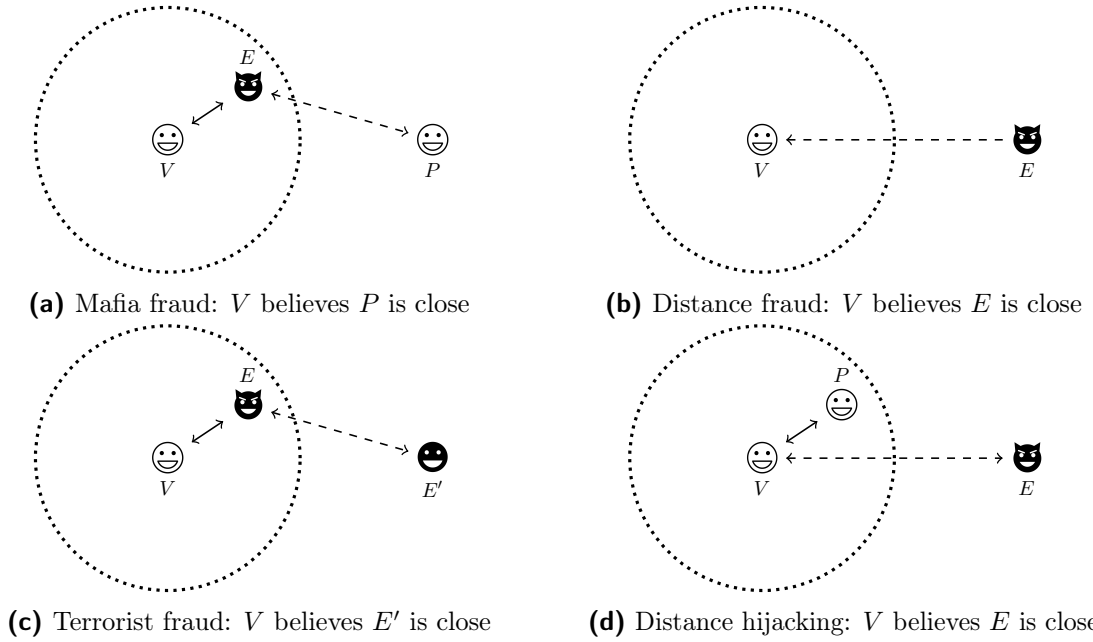 E
V
P
(a) Mafia fraud: V believes P is close
V
E
(b) Distance fraud: V believes E is close
E
V
E′
(c) Terrorist fraud: V believes E′ is close
P
V
E
(d) Distance hijacking: V believes E is close